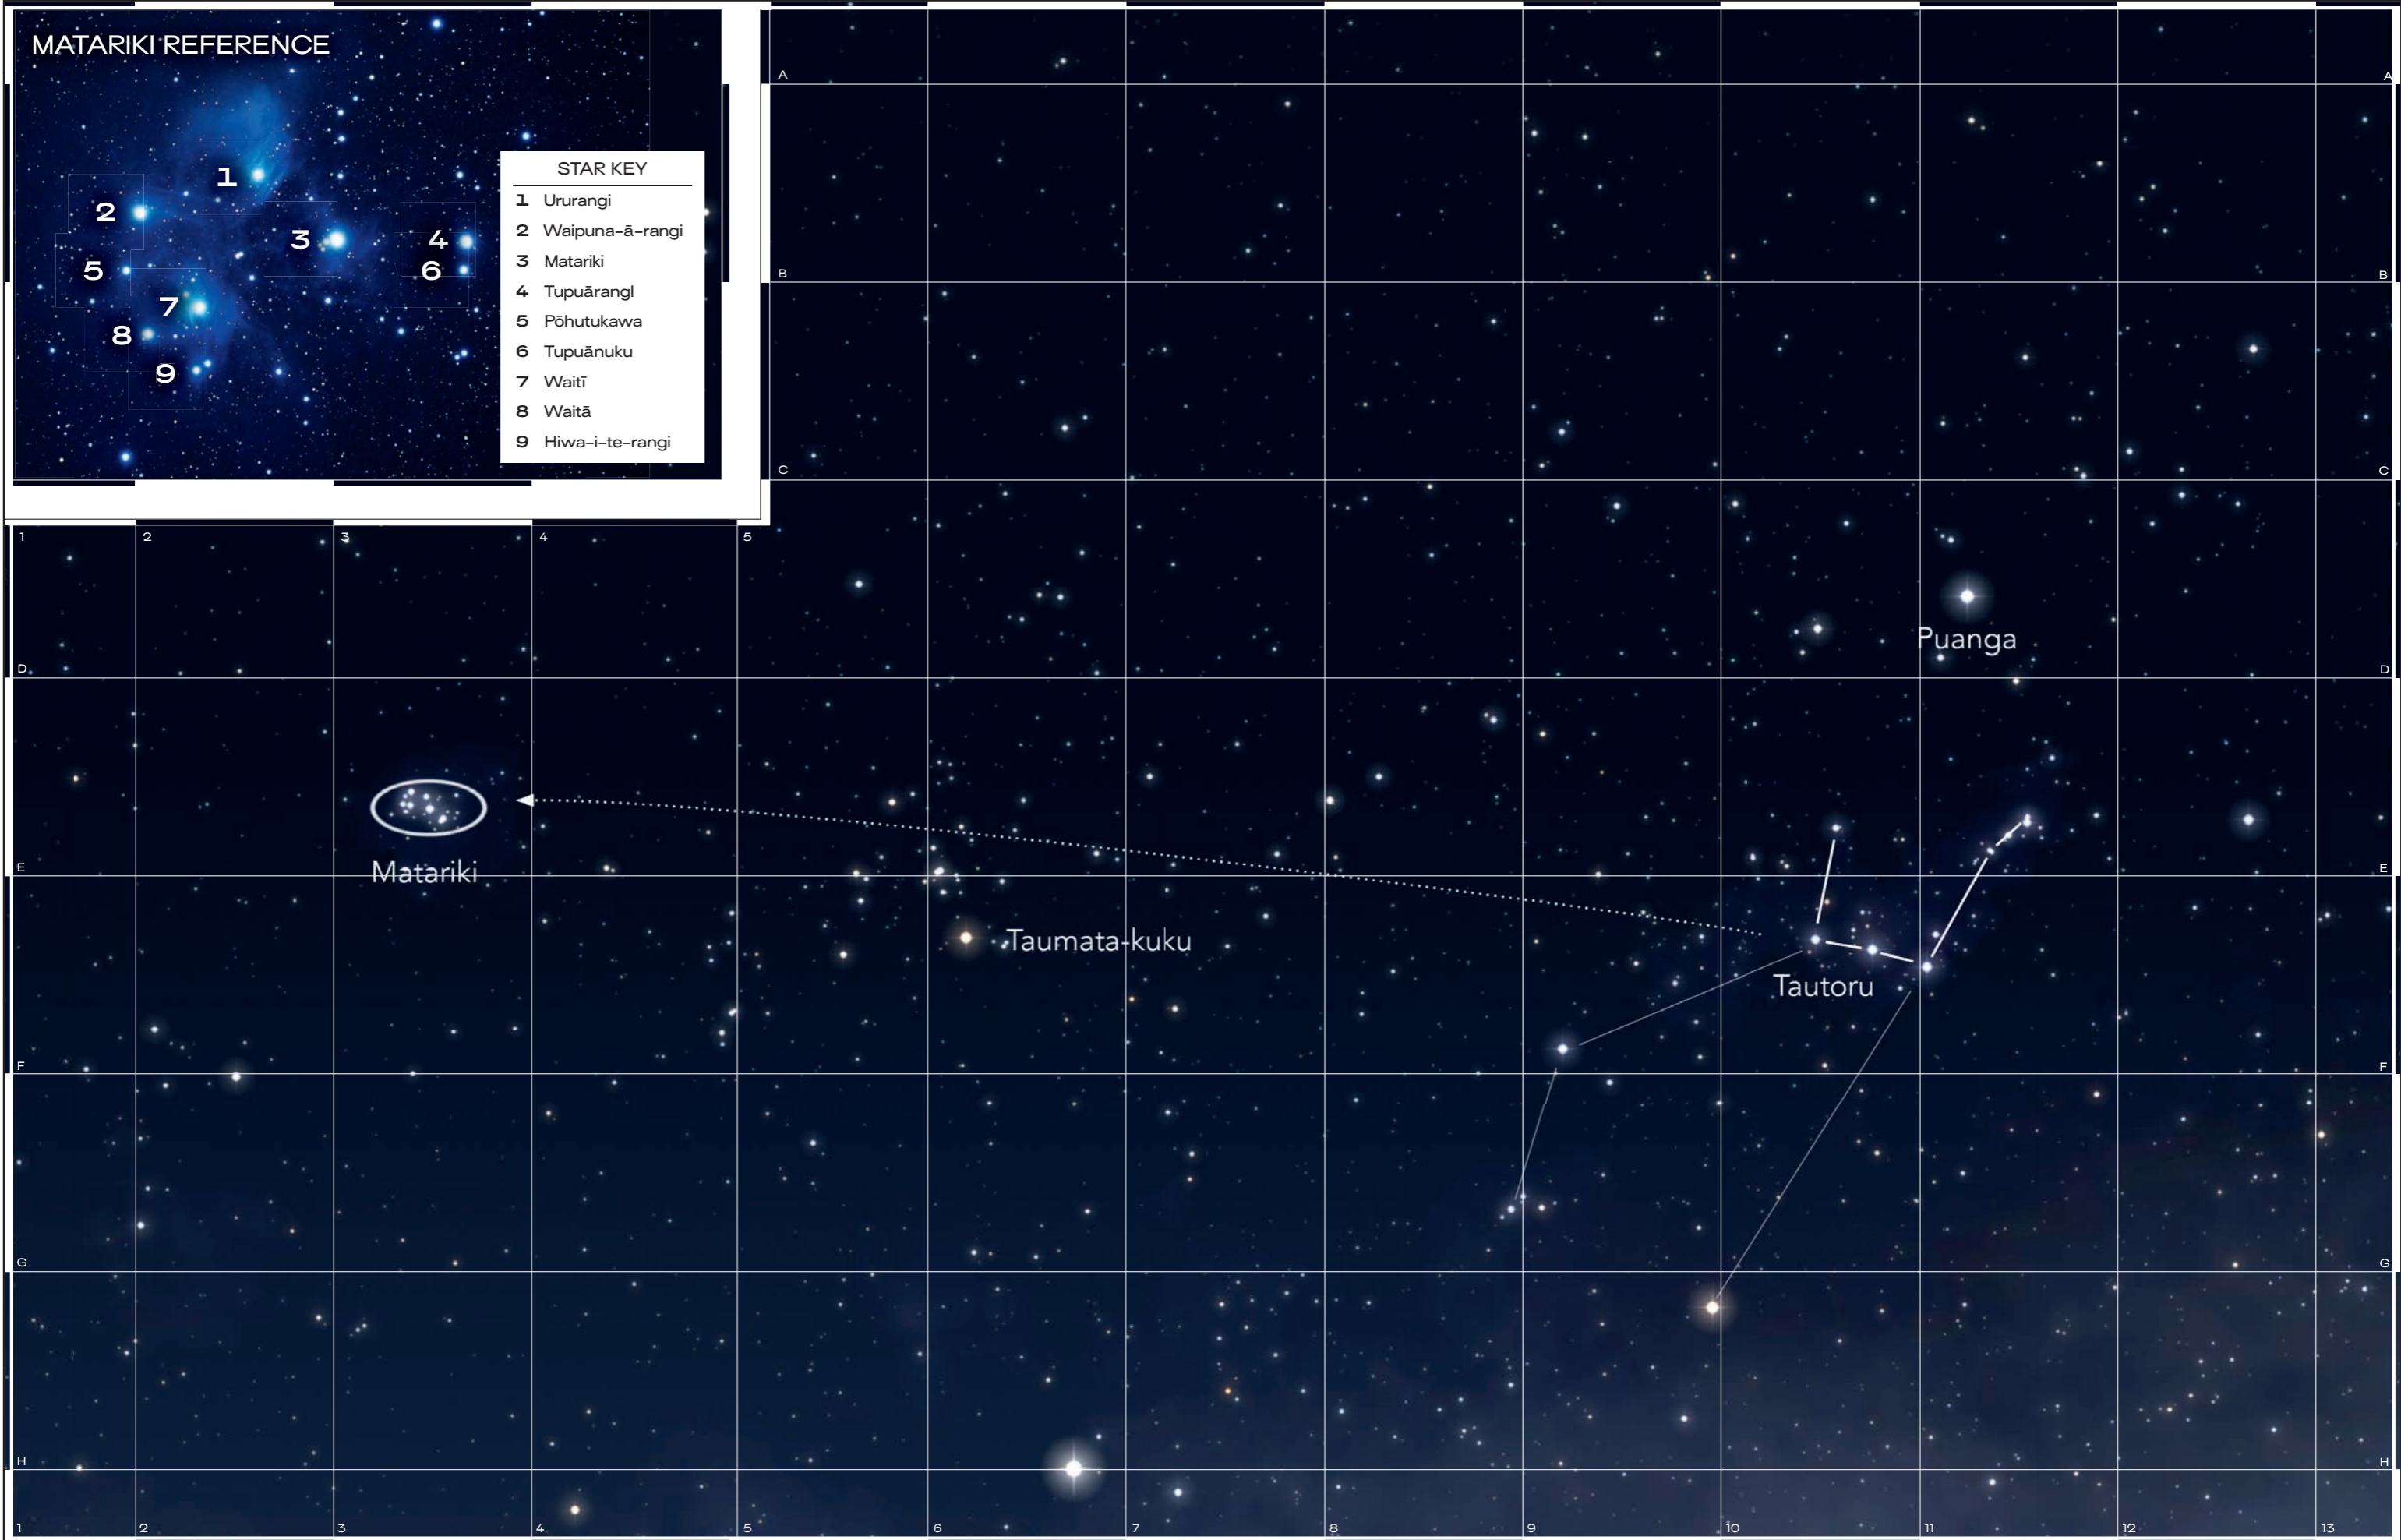 MATARIKI REFERENCE
STAR KEY
1 Ururangi
2 Waipuna-ā-rangi
3 Matariki
4 Tupuārangl
5 Pōhutukawa
6 Tupuānuku
7 Waitī
8 Waitā
9 Hiwa-i-te-rangi
1
2
3
4
5
6
7
8
9
A A
B B
C C
1 2 3 4 5
Puanga
D D
Matariki
E E
Taumata-kuku
Tautoru
F F
G G
H H
1 2 3 4 5 6 7 8 9 10 11 12 13